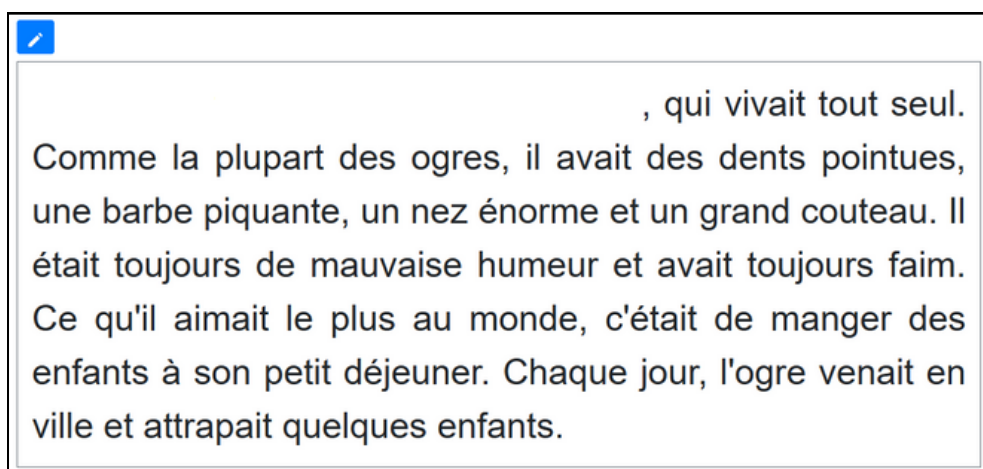 , qui vivait tout seul.
Comme la plupart des ogres, il avait des dents pointues,
une barbe piquante, un nez énorme et un grand couteau. Il
était toujours de mauvaise humeur et avait toujours faim.
Ce qu'il aimait le plus au monde, c'était de manger des
enfants à son petit déjeuner. Chaque jour, l'ogre venait en
ville et attrapait quelques enfants.